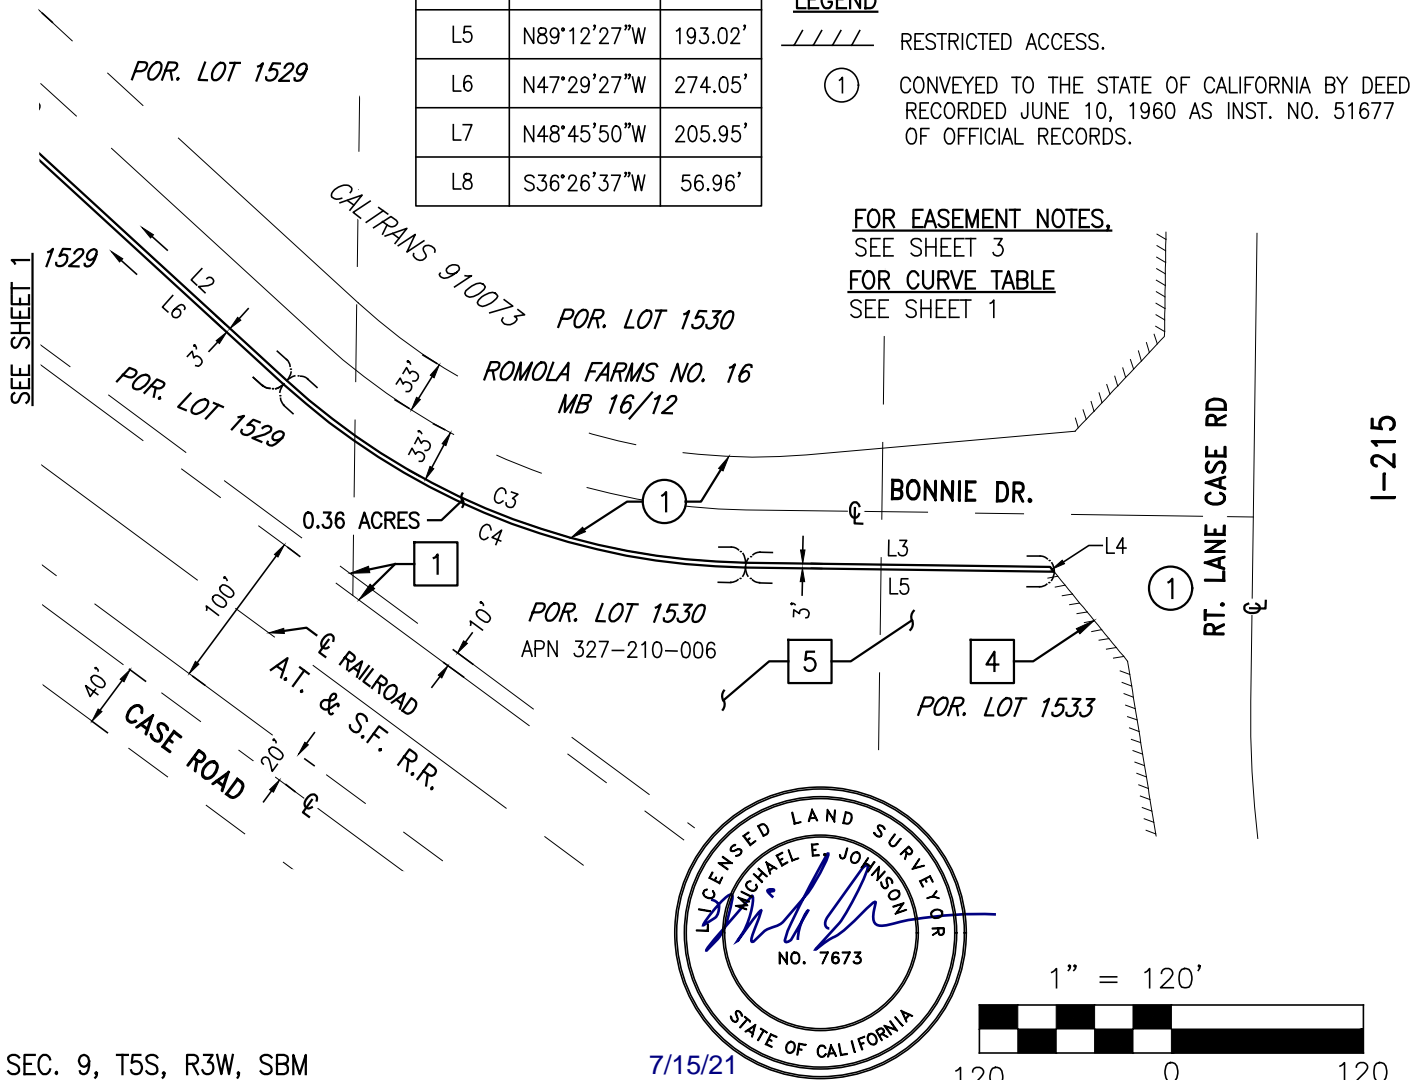 LEGEND
L5 N89°12'27"W 193.02'
L6 N47°29'27"W 274.05'
L7 N48°45'50"W 205.95'
L8 S36°26'37"W 56.96'
RESTRICTED ACCESS.
1 CONVEYED TO THE STATE OF CALIFORNIA BY DEED
RECORDED JUNE 10, 1960 AS INST. NO. 51677
OF OFFICIAL RECORDS.
POR. LOT 1529
CALTRANS 910073
FOR EASEMENT NOTES,
SEE SHEET 3
FOR CURVE TABLE
SEE SHEET 1
SEE SHEET 1
1529
L2
L6
3'
POR. LOT 1529
POR. LOT 1530
ROMOLA FARMS NO. 16
MB 16/12
33'
33'
RT. LANE CASE RD
I-215
BONNIE DR.
℄
1
C3
C4
0.36 ACRES
1
L3
L4
L5
3'
1
℄
POR. LOT 1530
APN 327-210-006
5
4
POR. LOT 1533
100'
10'
℄ RAILROAD
A.T. & S.F. R.R.
40'
CASE ROAD
20'
℄
LICENSED LAND SURVEYOR
MICHAEL E. JOHNSON
NO. 7673
STATE OF CALIFORNIA
1" = 120'
120 0 120
SEC. 9, T5S, R3W, SBM
7/15/21